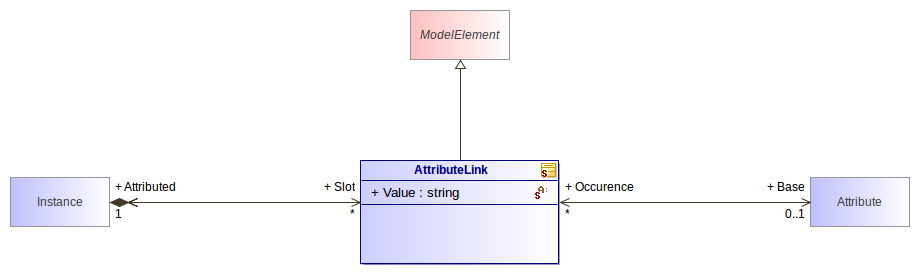 ModelElement
AttributeLink
+ Value : string
Instance
+ Attributed
1
+ Slot
*
+ Occurence
*
+ Base
0..1
Attribute